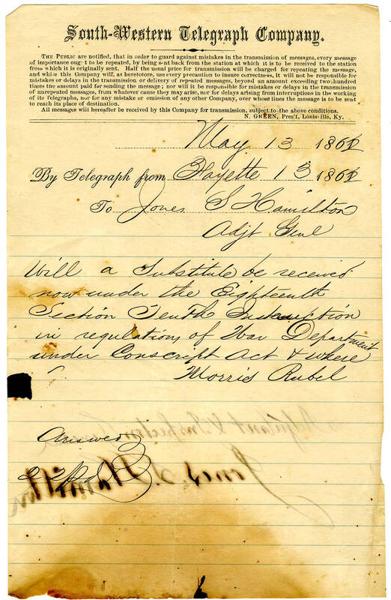 South-Western Telegraph Company.
THE PUBLIC are notified, that in order to guard against mistakes in the transmission of messages, every message
of importance ought to be repeated, by being sent back from the station at which it is to be received to the station
from which it is originally sent. Half the usual price for transmission will be charged for repeating the message,
and while this Company will, as heretofore, use every precaution to insure correctness, it will not be responsible for
mistakes or delays in the transmission or delivery of repeated messages, beyond an amount exceeding two hundred
times the amount paid for sending the message; nor will it be responsible for mistakes or delays in the transmission
of unrepeated messages, from whatever cause they may arise, nor for delays arising from interruptions in the working
of its Telegraphs, nor for any mistake or omission of any other Company, over whose lines the message is to be sent
to reach its place of destination.
All messages will hereafter be received by this Company for transmission, subject to the above conditions.
N. GREEN, Pres't, Louisville, Ky.
May 13 1862
By Telegraph from Fayette 13 1862
To Jones S Hamilton
Adjt Genl
Will a Substitute be received
now under the Eighteenth
Section Tenth
in regulations of War Department
under Conscript Act & where
Morris Rubel
Answered